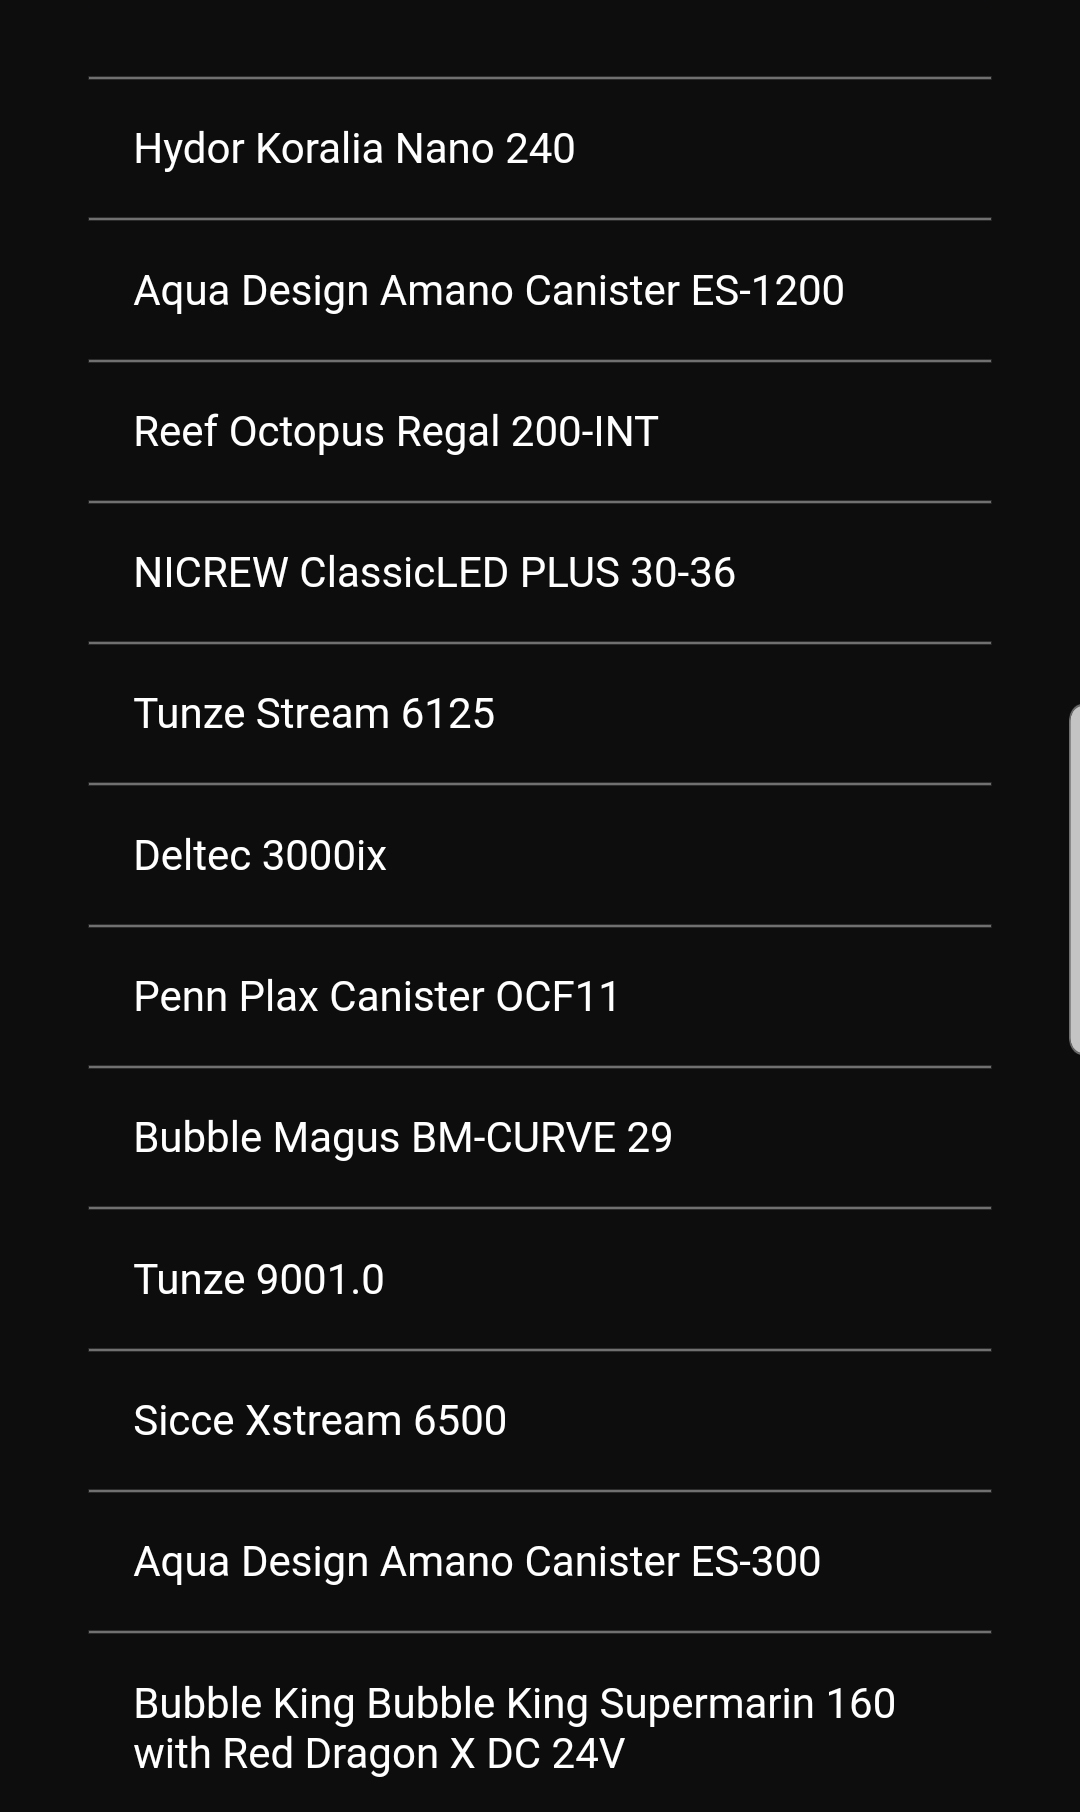 Hydor Koralia Nano 240
Aqua Design Amano Canister ES-1200
Reef Octopus Regal 200-INT
NICREW ClassicLED PLUS 30-36
Tunze Stream 6125
Deltec 3000ix
Penn Plax Canister OCF11
Bubble Magus BM-CURVE 29
Tunze 9001.0
Sicce Xstream 6500
Aqua Design Amano Canister ES-300
Bubble King Bubble King Supermarin 160
with Red Dragon X DC 24V